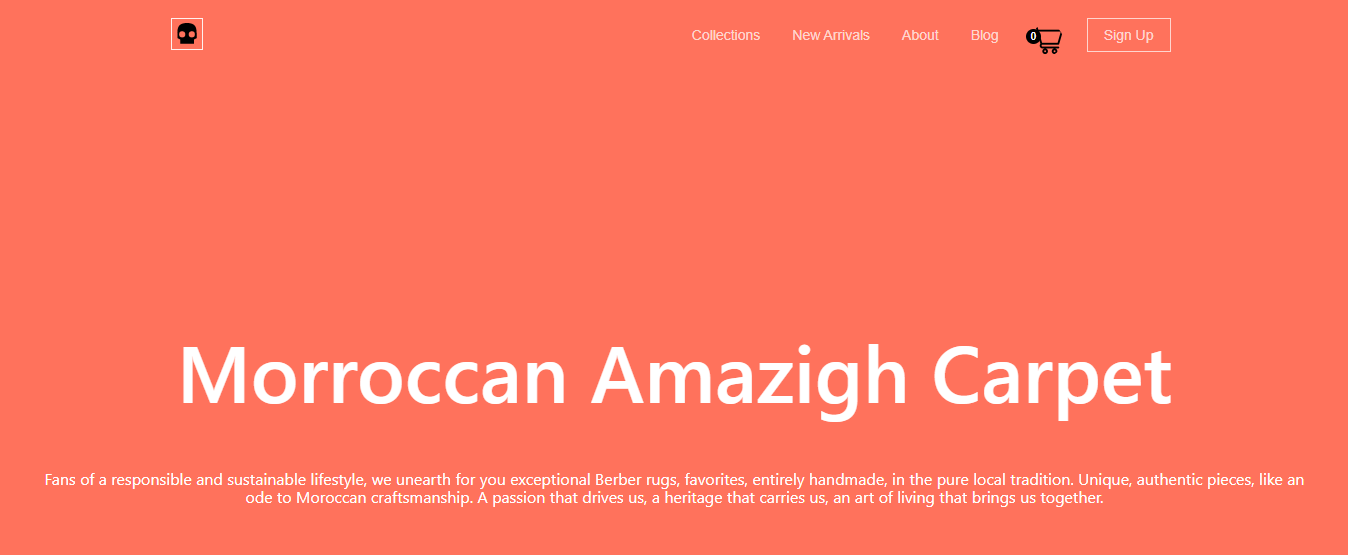 Collections New Arrivals About Blog 0 Sign Up
Morroccan Amazigh Carpet
Fans of a responsible and sustainable lifestyle, we unearth for you exceptional Berber rugs, favorites, entirely handmade, in the pure local tradition. Unique, authentic pieces, like an
ode to Moroccan craftsmanship. A passion that drives us, a heritage that carries us, an art of living that brings us together.